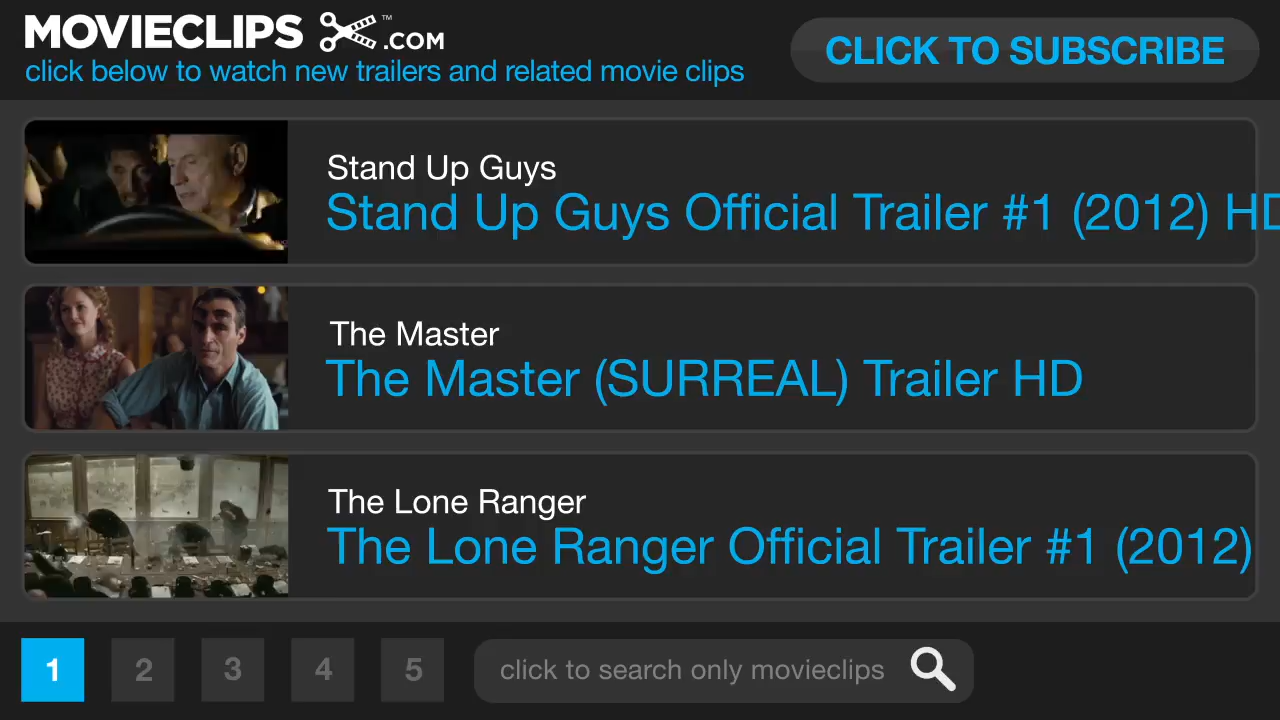 MOVIECLIPS .COM™
click below to watch new trailers and related movie clips
CLICK TO SUBSCRIBE
Stand Up Guys
Stand Up Guys Official Trailer #1 (2012) HD
The Master
The Master (SURREAL) Trailer HD
The Lone Ranger
The Lone Ranger Official Trailer #1 (2012)
1 2 3 4 5
click to search only movieclips